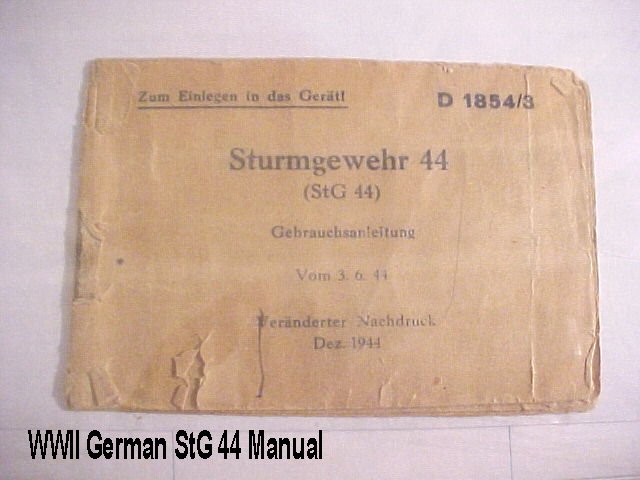 Zum Einlegen in das Gerät!
D 1854/3
Sturmgewehr 44
(StG 44)
Gebrauchsanleitung
Vom 3. 6. 44
Veränderter Nachdruck
Dez. 1944
WWII German StG 44 Manual